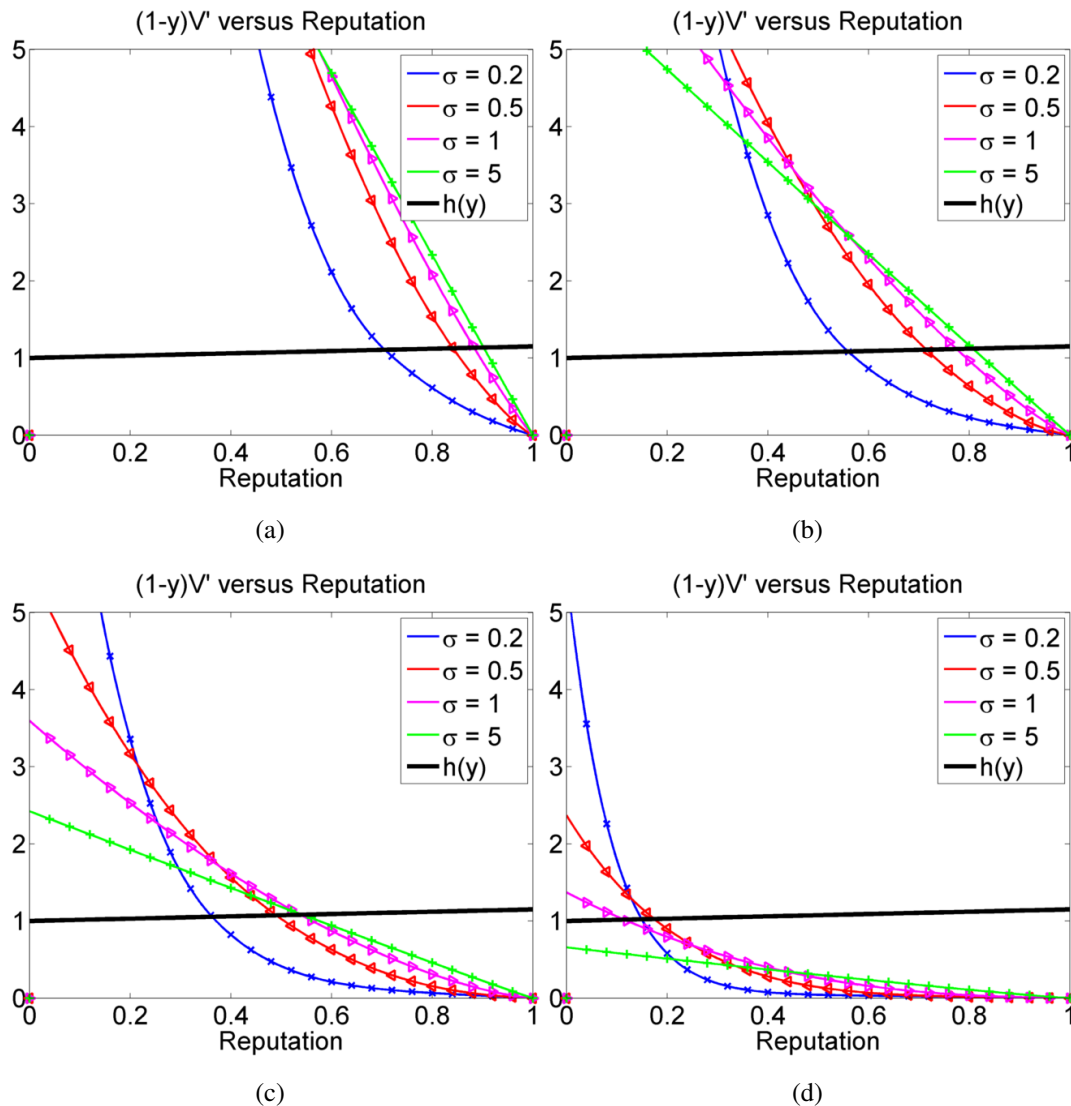 (1-y)V' versus Reputation
5
4
3
2
1
0
0 0.2 0.4 0.6 0.8 1
Reputation
σ = 0.2
σ = 0.5
σ = 1
σ = 5
h(y)
(a)
(1-y)V' versus Reputation
5
4
3
2
1
0
0 0.2 0.4 0.6 0.8 1
Reputation
σ = 0.2
σ = 0.5
σ = 1
σ = 5
h(y)
(b)
(1-y)V' versus Reputation
5
4
3
2
1
0
0 0.2 0.4 0.6 0.8 1
Reputation
σ = 0.2
σ = 0.5
σ = 1
σ = 5
h(y)
(c)
(1-y)V' versus Reputation
5
4
3
2
1
0
0 0.2 0.4 0.6 0.8 1
Reputation
σ = 0.2
σ = 0.5
σ = 1
σ = 5
h(y)
(d)